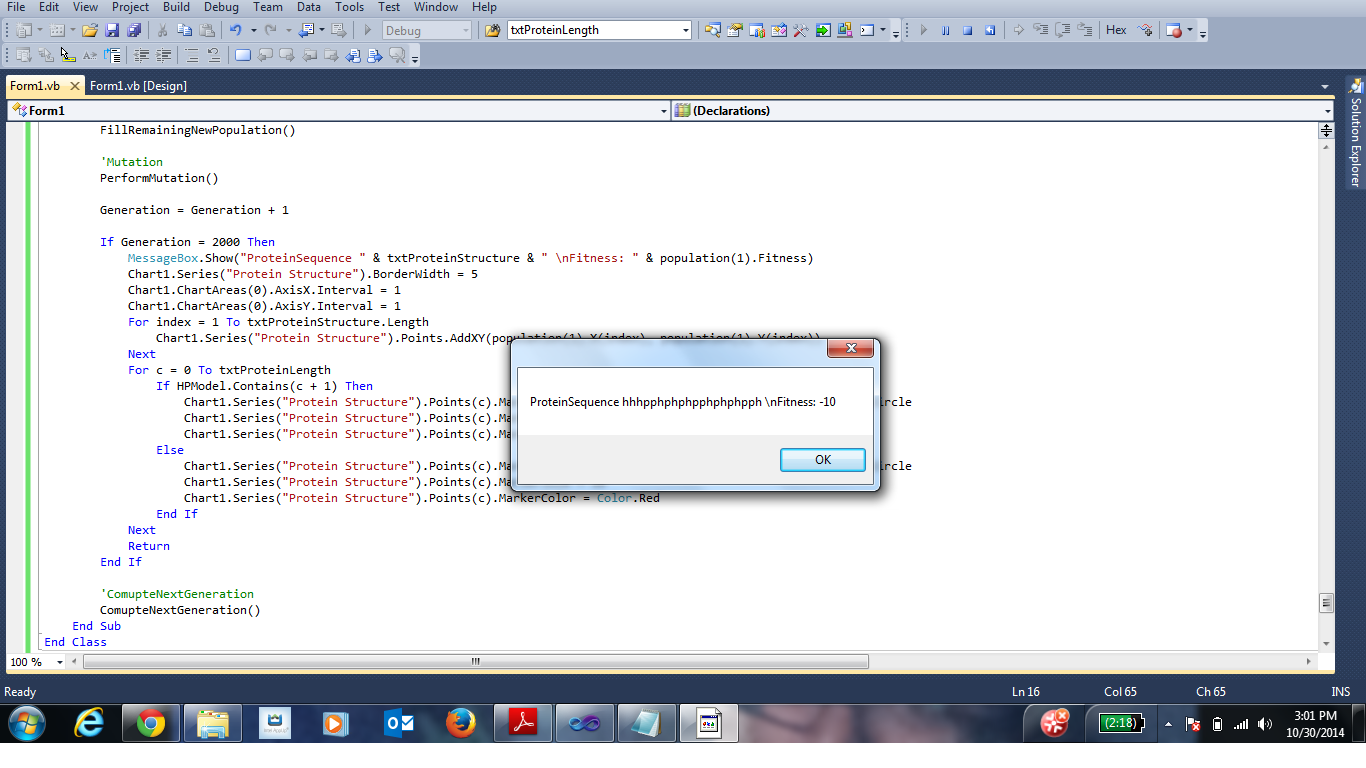 File Edit View Project Build Debug Team Data Tools Test Window Help
Debug txtProteinLength Hex
Form1.vb Form1.vb [Design]
Form1 (Declarations)
Solution Explorer
FillRemainingNewPopulation()
'Mutation
PerformMutation()
Generation = Generation + 1
If Generation = 2000 Then
MessageBox.Show("ProteinSequence " & txtProteinStructure & " \nFitness: " & population(1).Fitness)
Chart1.Series("Protein Structure").BorderWidth = 5
Chart1.ChartAreas(0).AxisX.Interval = 1
Chart1.ChartAreas(0).AxisY.Interval = 1
For index = 1 To txtProteinStructure.Length
Chart1.Series("Protein Structure").Points.AddXY(population(1).X(index), population(1).Y(index))
Next
For c = 0 To txtProteinLength
If HPModel.Contains(c + 1) Then
Chart1.Series("Protein Structure").Points(c).Ma ircle
Chart1.Series("Protein Structure").Points(c).Ma
Chart1.Series("Protein Structure").Points(c).Ma
Else
Chart1.Series("Protein Structure").Points(c).Ma ircle
Chart1.Series("Protein Structure").Points(c).Ma
Chart1.Series("Protein Structure").Points(c).MarkerColor = Color.Red
End If
Next
Return
End If
'ComupteNextGeneration
ComupteNextGeneration()
End Sub
End Class
ProteinSequence hhhpphphphpphphphpph \nFitness: -10
OK
100 %
Ready Ln 16 Col 65 Ch 65 INS
(2:18) 3:01 PM
10/30/2014